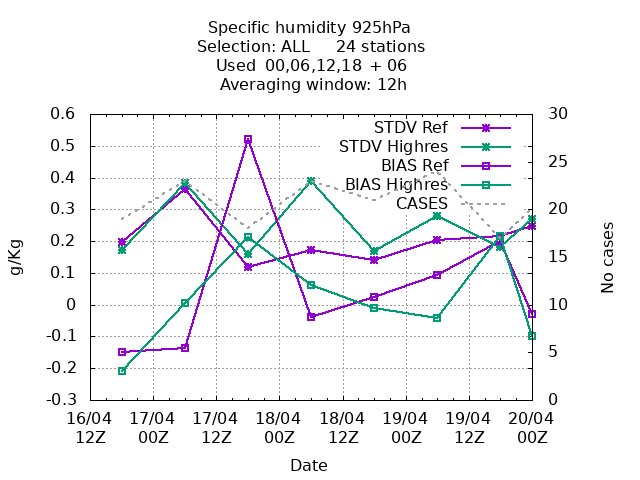 Specific humidity 925hPa
Selection: ALL     24 stations
Used  00,06,12,18  + 06
Averaging window: 12h
STDV Ref
STDV Highres
BIAS Ref
BIAS Highres
CASES
0.6
0.5
0.4
0.3
0.2
0.1
0
-0.1
-0.2
-0.3
g/Kg
30
25
20
15
10
5
0
No cases
16/04 17/04 17/04 18/04 18/04 19/04 19/04 20/04
12Z 00Z 12Z 00Z 12Z 00Z 12Z 00Z
Date